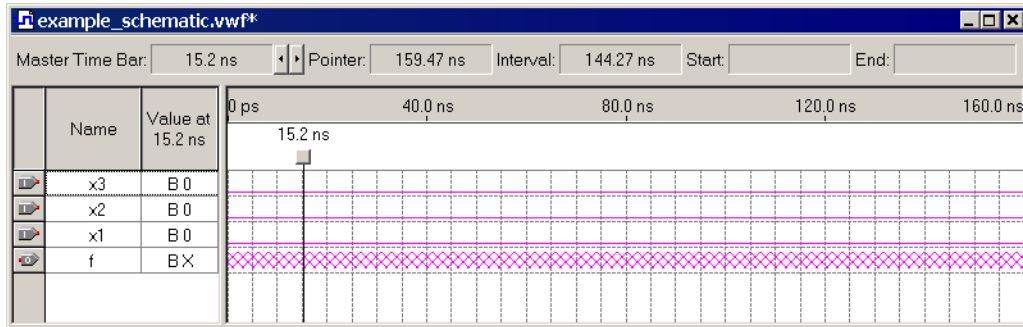 example_schematic.vwf*
Master Time Bar: 15.2 ns Pointer: 159.47 ns Interval: 144.27 ns Start: End:
Name Value at 15.2 ns
0 ps 40.0 ns 80.0 ns 120.0 ns 160.0 ns
15.2 ns
x3 B 0
x2 B 0
x1 B 0
f B X